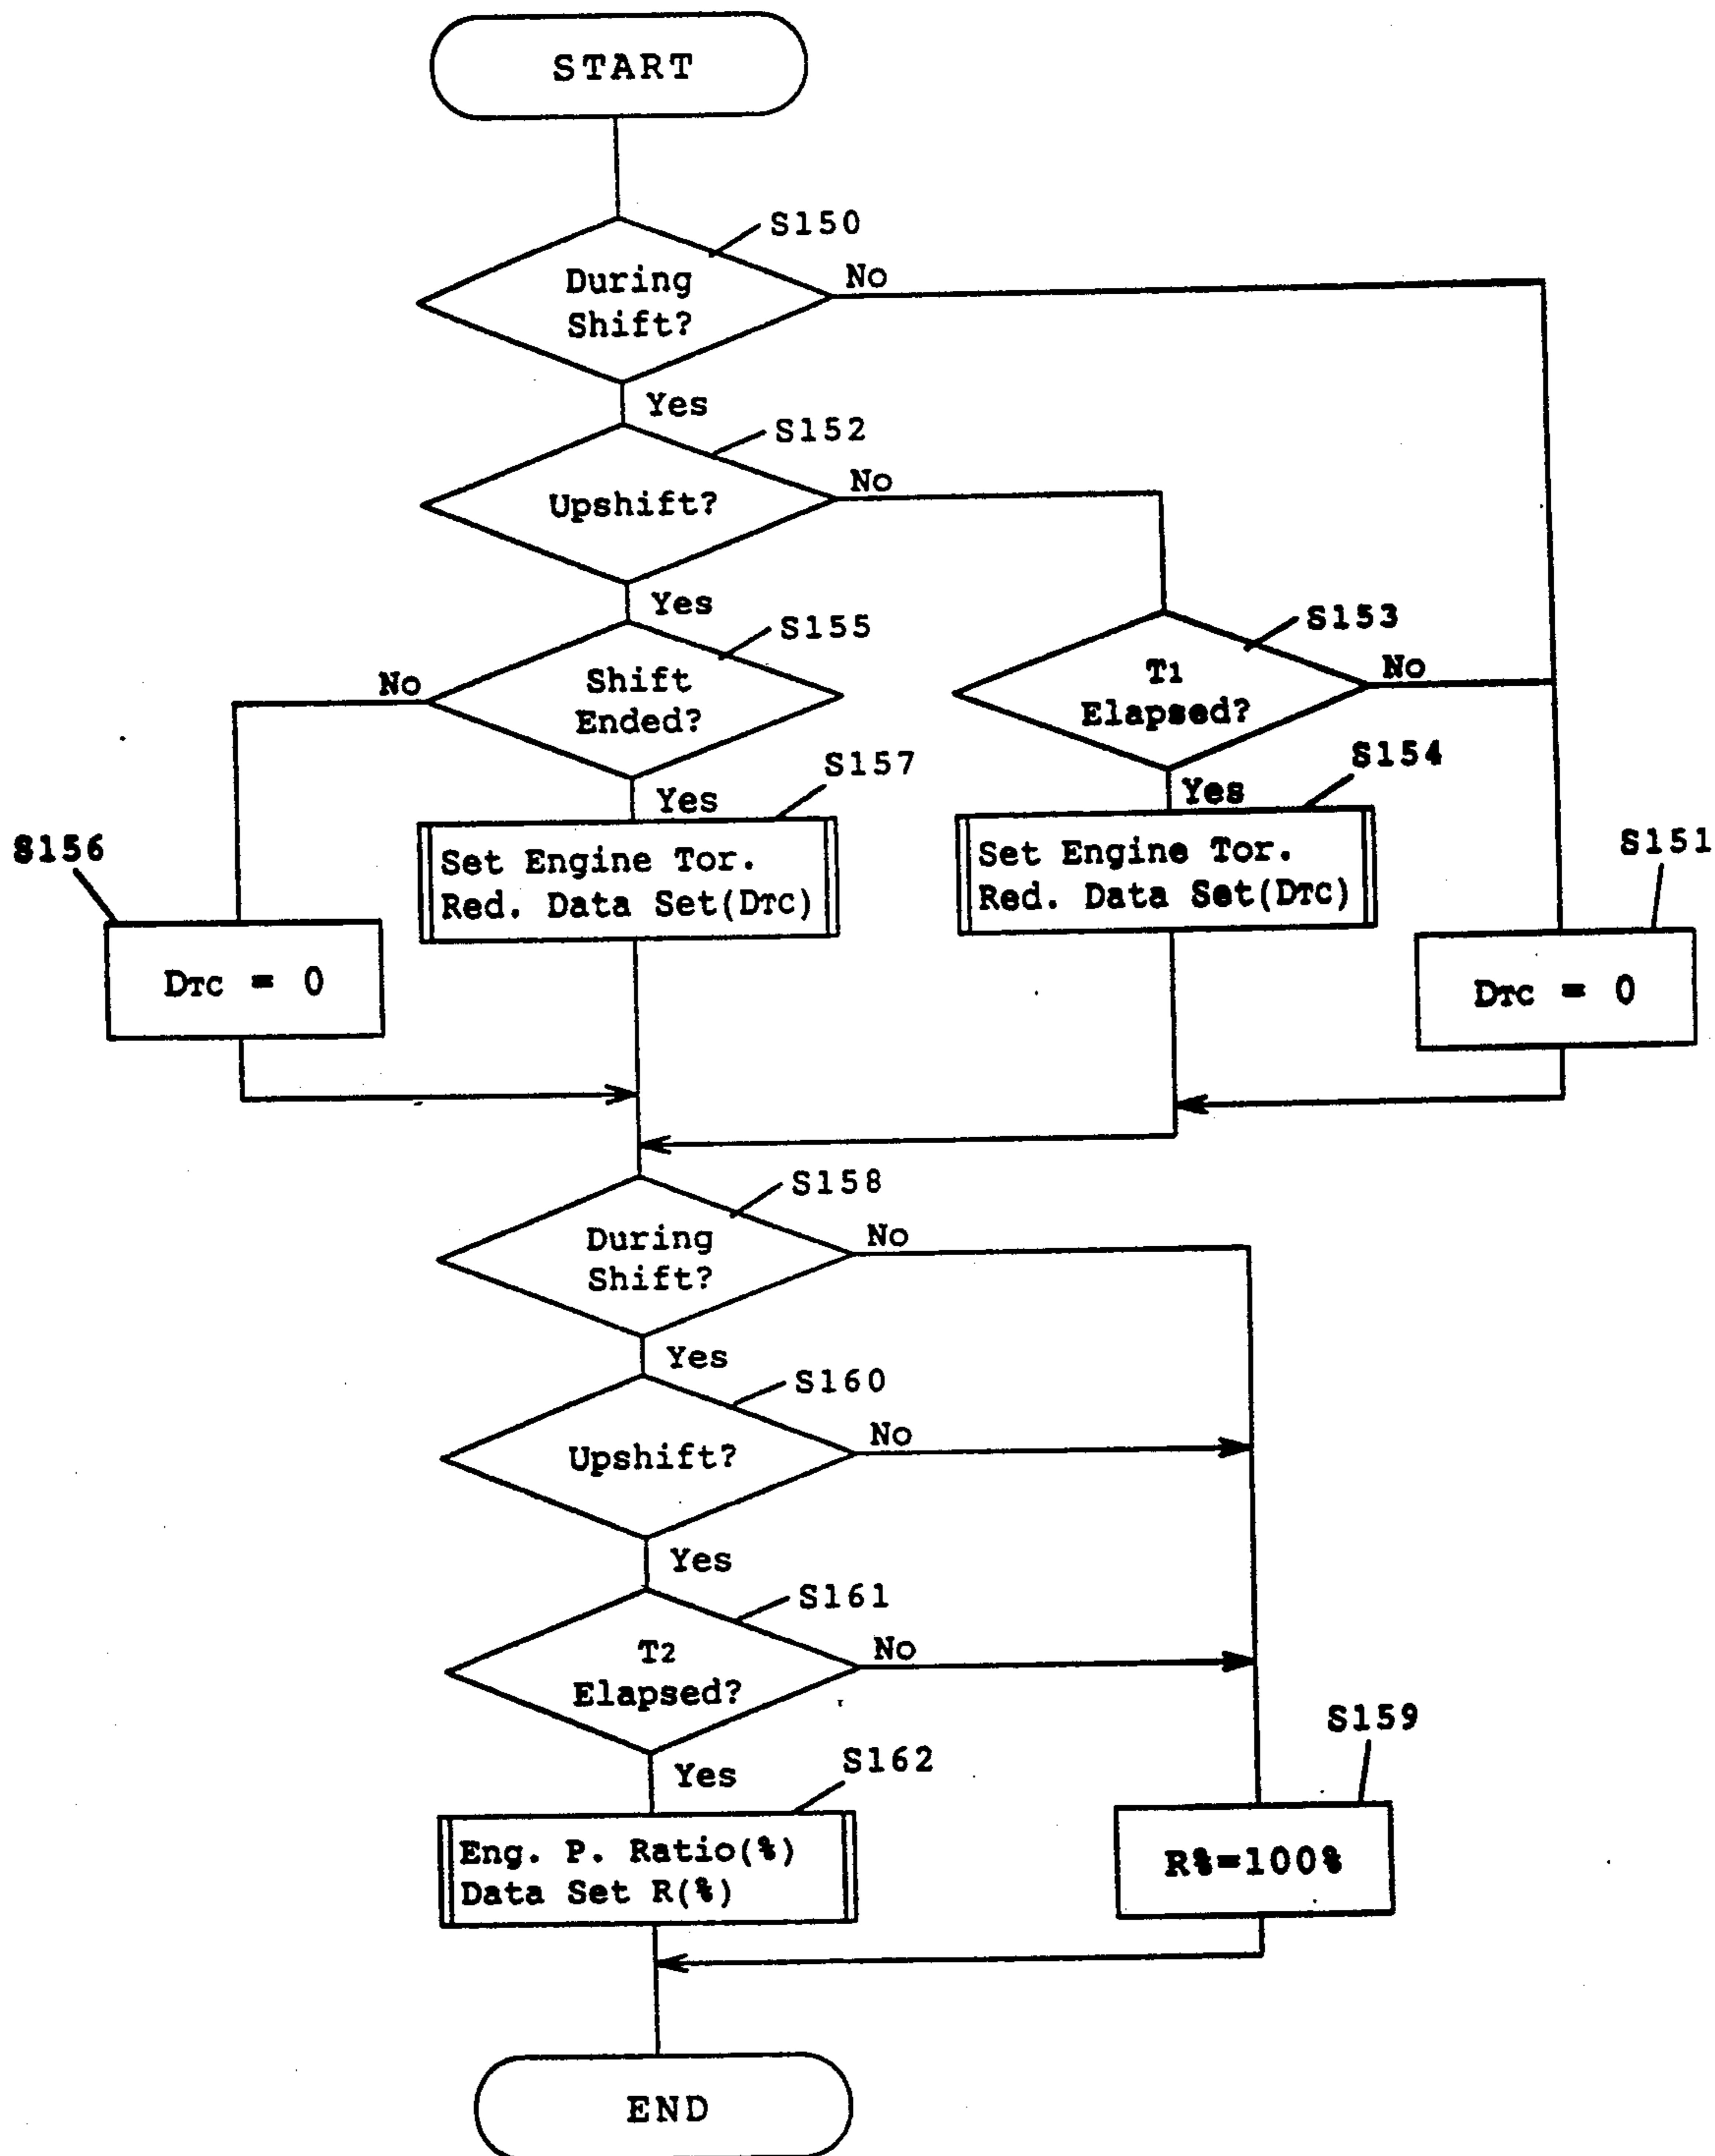 START
S150
During
Shift?
No
Yes
S152
Upshift?
No
Yes
S155
Shift
Ended?
No
Yes
S153
T1
Elapsed?
No
Yes
S157
Set Engine Tor.
Red. Data Set(DTC)
S154
Set Engine Tor.
Red. Data Set(DTC)
S156
DTC = 0
S151
DTC = 0
S158
During
Shift?
No
Yes
S160
Upshift?
No
Yes
S161
T2
Elapsed?
No
Yes
S162
Eng. P. Ratio(%)
Data Set R(%)
S159
R%=100%
END